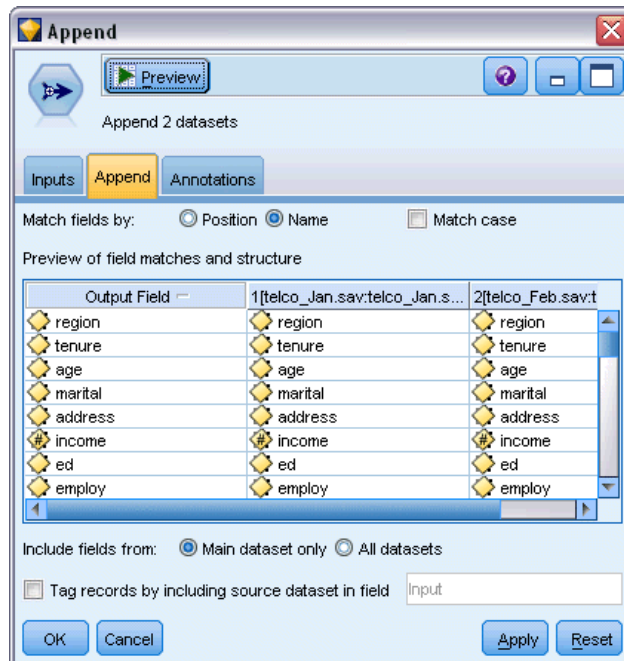 Append
Preview
Append 2 datasets
Inputs Append Annotations
Match fields by: Position Name Match case
Preview of field matches and structure
Output Field 1[telco_Jan.sav:telco_Jan.s... 2[telco_Feb.sav:t
region region region
tenure tenure tenure
age age age
marital marital marital
address address address
income income income
ed ed ed
employ employ employ
Include fields from: Main dataset only All datasets
Tag records by including source dataset in field Input
OK Cancel Apply Reset